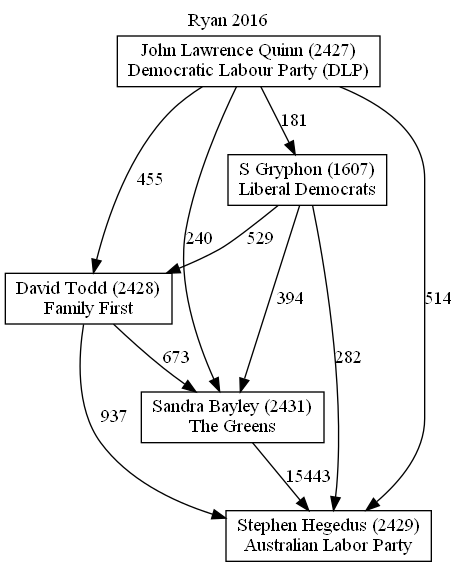 Ryan 2016
John Lawrence Quinn (2427)
Democratic Labour Party (DLP)
181
S Gryphon (1607)
Liberal Democrats
455
240
529
514
David Todd (2428)
Family First
394
282
673
937
Sandra Bayley (2431)
The Greens
15443
Stephen Hegedus (2429)
Australian Labor Party